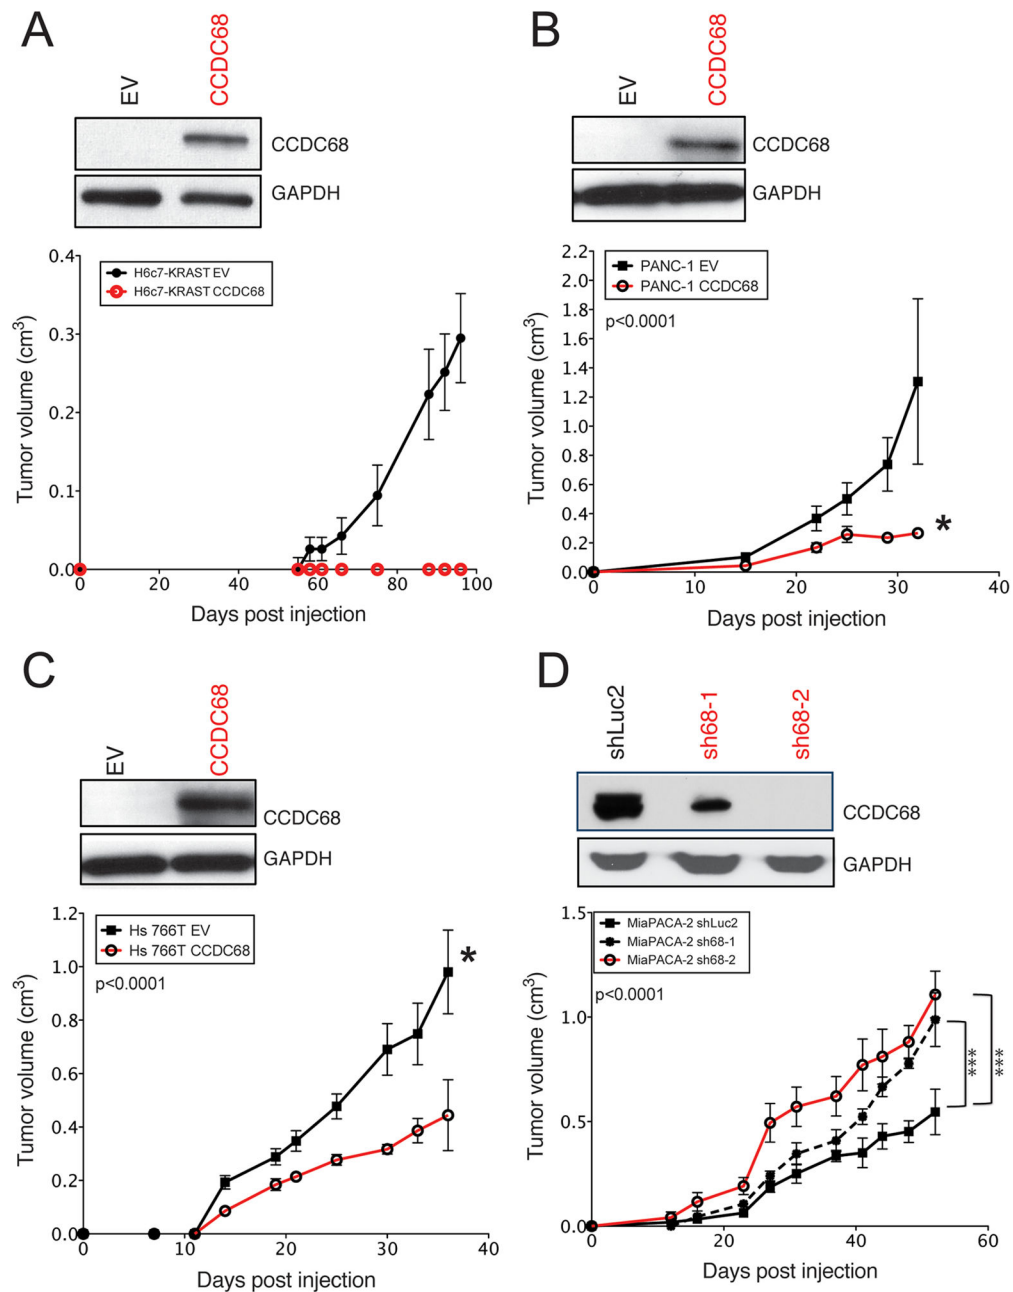 A
EV
CCDC68
CCDC68
GAPDH
0.4
0.3
0.2
0.1
0.0
H6c7-KRAST EV
H6c7-KRAST CCDC68
Tumor volume (cm³)
0
20
40
60
80
100
Days post injection
B
EV
CCDC68
CCDC68
GAPDH
2.2
2.0
1.8
1.6
1.4
1.2
1.0
0.8
0.6
0.4
0.2
0.0
PANC-1 EV
PANC-1 CCDC68
p<0.0001
*
Tumor volume (cm³)
0
10
20
30
40
Days post injection
C
EV
CCDC68
CCDC68
GAPDH
1.2
1.0
0.8
0.6
0.4
0.2
0.0
Hs 766T EV
Hs 766T CCDC68
p<0.0001
*
Tumor volume (cm³)
0
10
20
30
40
Days post injection
D
shLuc2
sh68-1
sh68-2
CCDC68
GAPDH
1.5
1.0
0.5
0.0
MiaPACA-2 shLuc2
MiaPACA-2 sh68-1
MiaPACA-2 sh68-2
p<0.0001
***
***
Tumor volume (cm³)
0
20
40
60
Days post injection